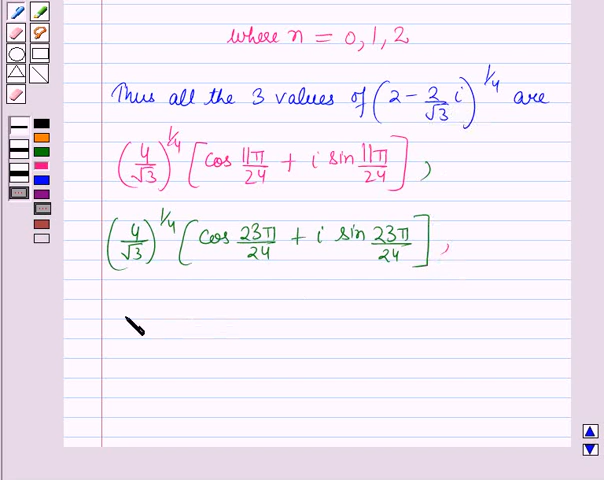 where n = 0, 1, 2
Thus all the 3 values of (2 - 2/√3 i)^1/4 are
(4/√3)^1/4 [cos 11π/24 + i sin 11π/24],
(4/√3)^1/4 [cos 23π/24 + i sin 23π/24],